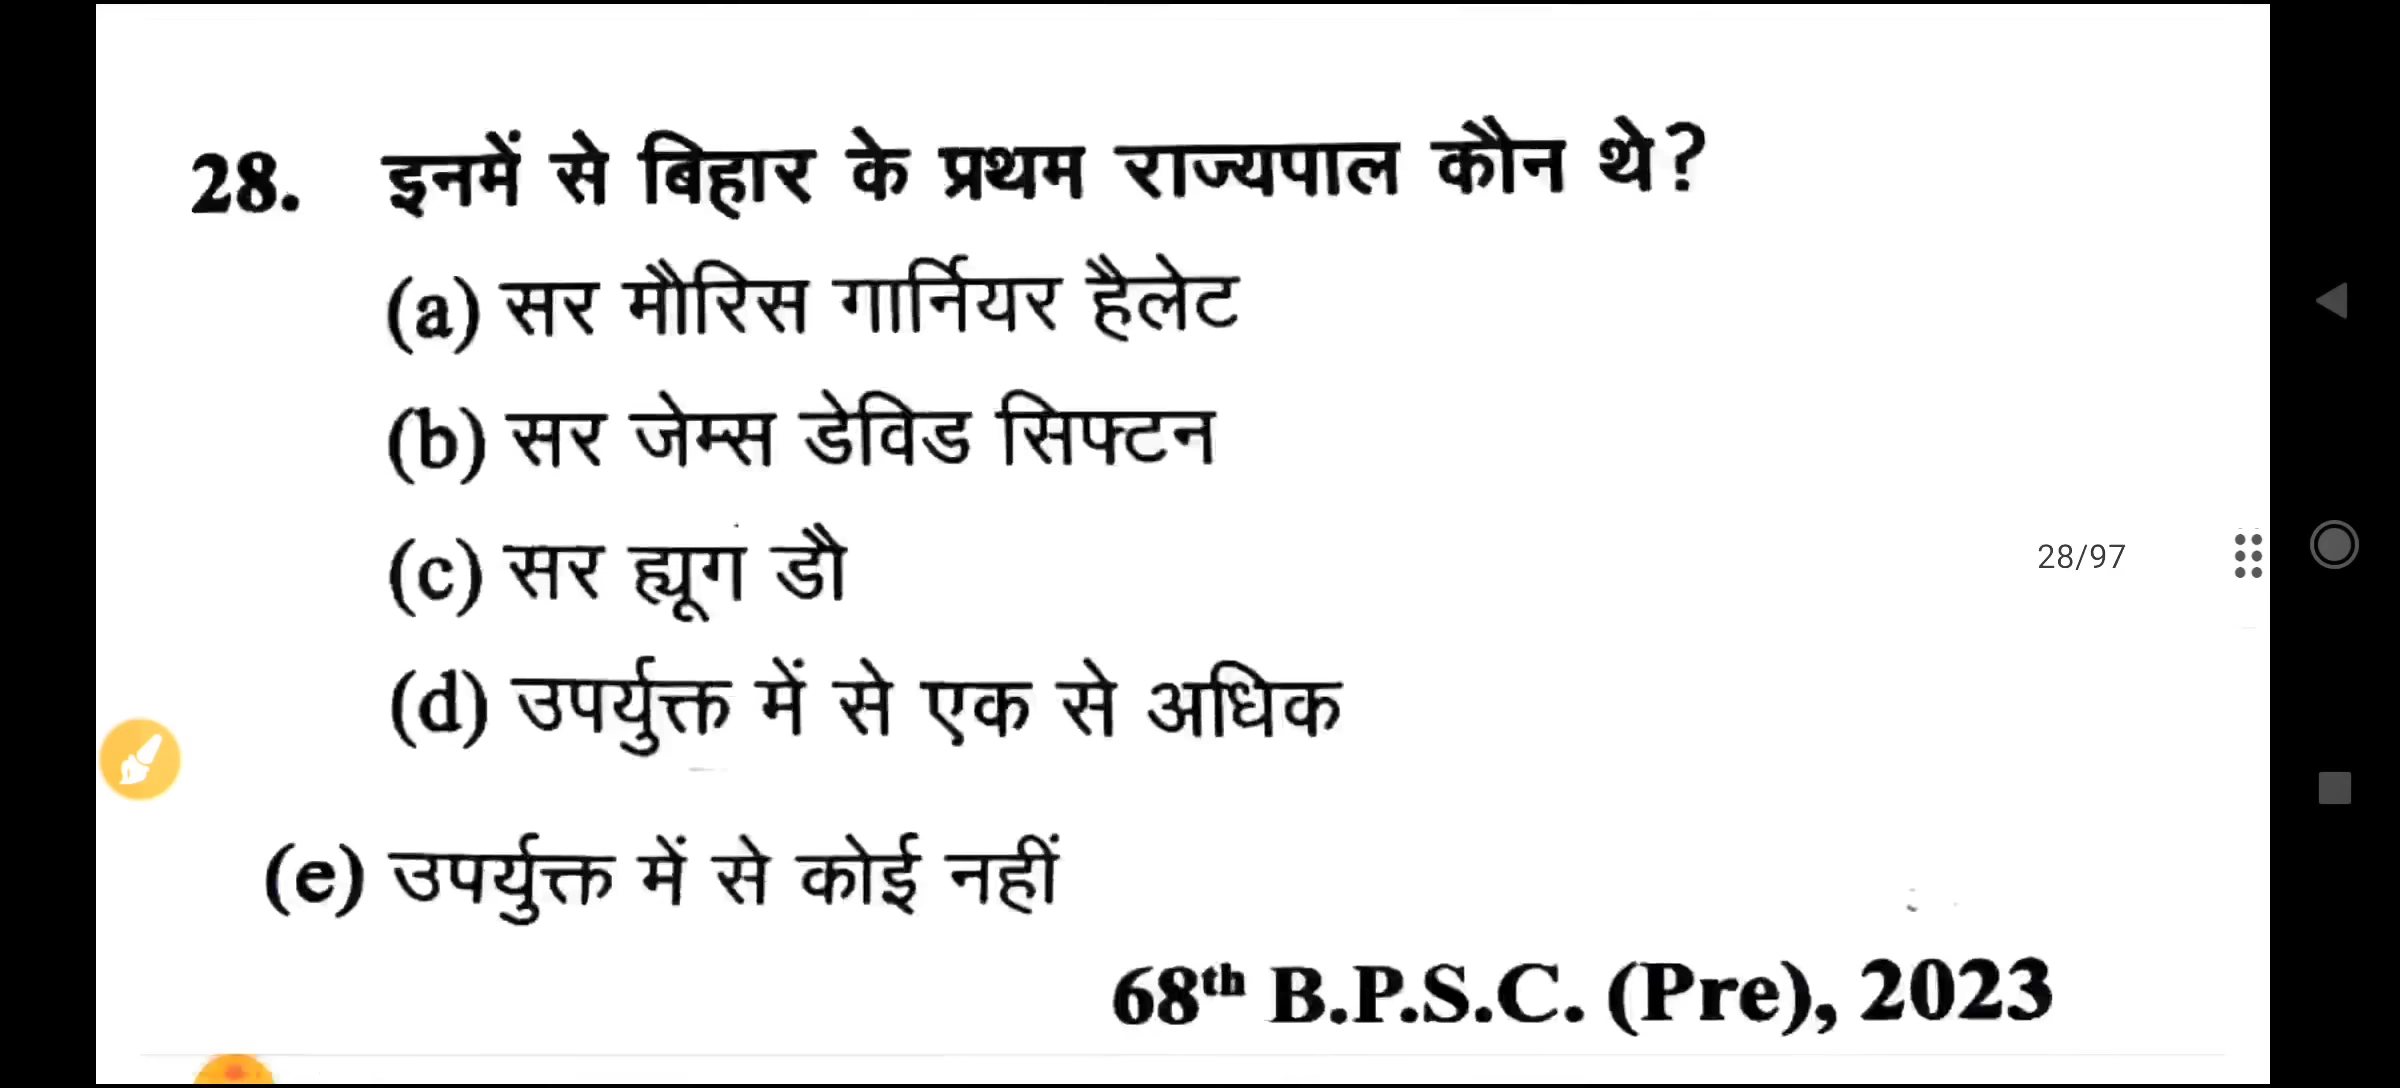 28. इनमें से बिहार के प्रथम राज्यपाल कौन थे?
(a) सर मौरिस गार्नियर हैलेट
(b) सर जेम्स डेविड सिफ्टन
(c) सर ह्यूग डौ
28/97
(d) उपर्युक्त में से एक से अधिक
(e) उपर्युक्त में से कोई नहीं
68th B.P.S.C. (Pre), 2023